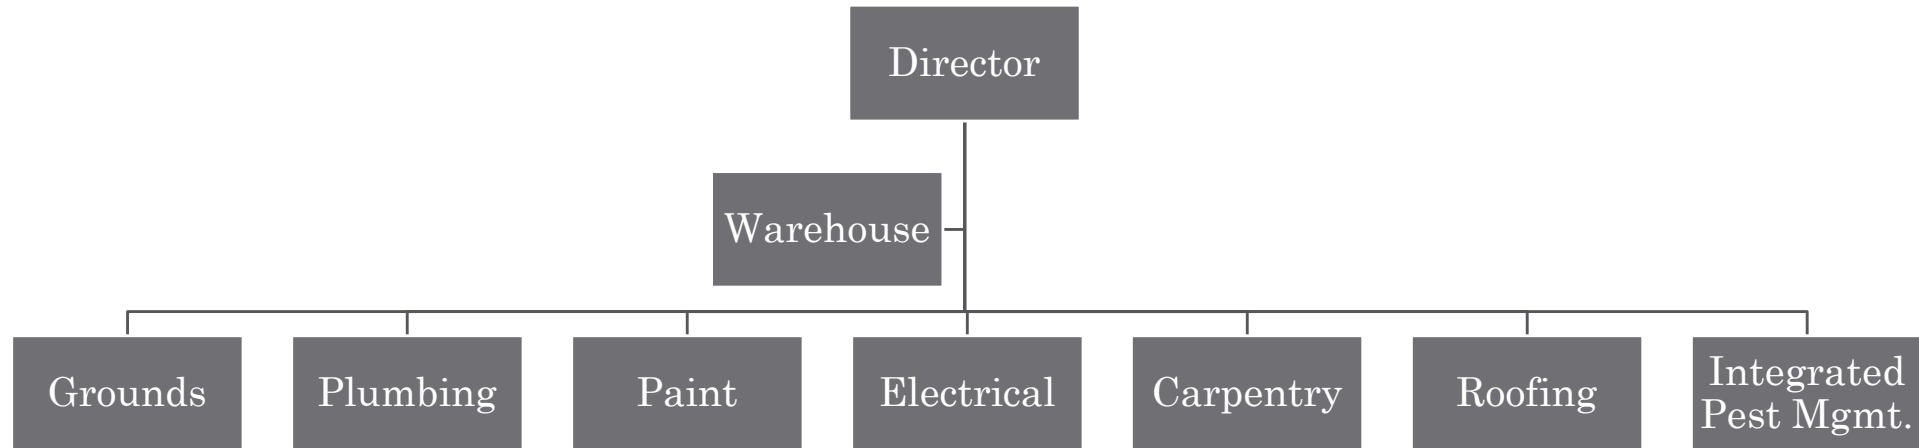 Director
Warehouse
Grounds
Plumbing
Paint
Electrical
Carpentry
Roofing
Integrated
Pest Mgmt.